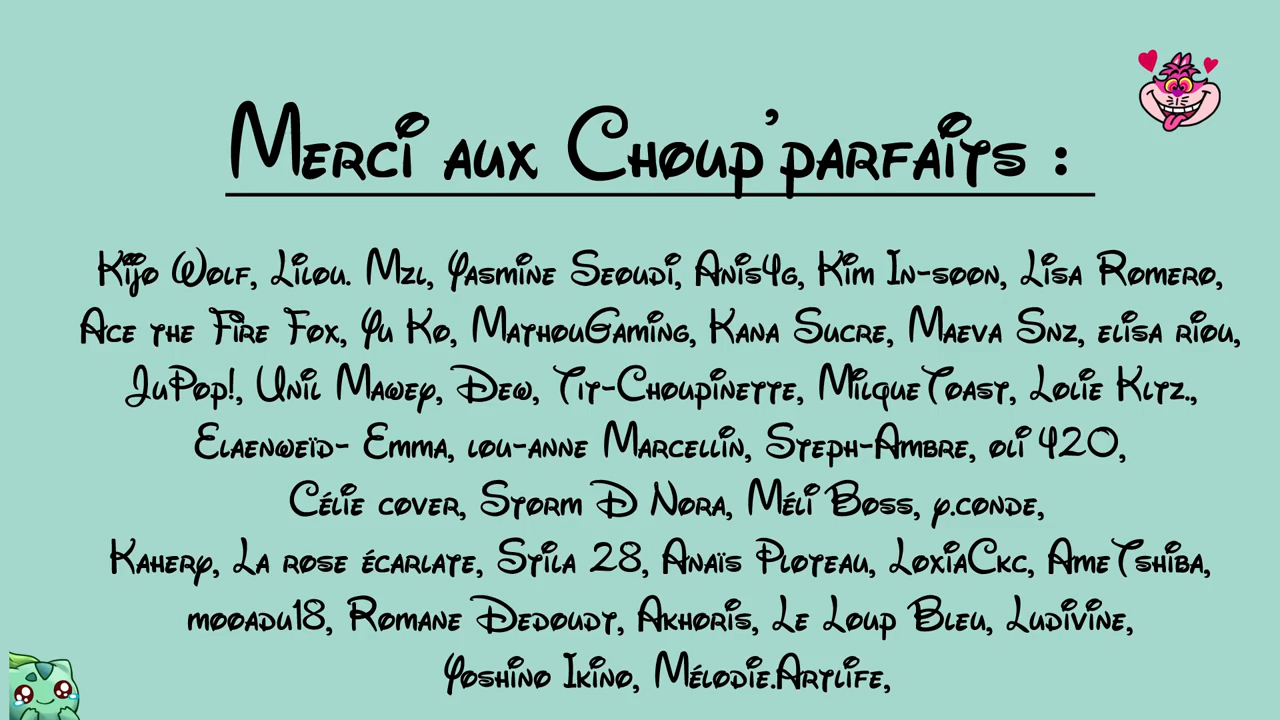 Merci aux Choup'parfaits :
Kijo Wolf, Lilou. Mzl, Yasmine Seoudi, Anis4g, Kim In-soon, Lisa Romero,
Ace the Fire Fox, Yu Ko, MathouGaming, Kana Sucre, Maeva Snz, elisa riou,
JuPop!, Unil Mawey, Dew, Tit-Choupinette, MilqueToast, Lolie Kltz.,
Elaenweïd- Emma, lou-anne Marcellin, Steph-Ambre, oli 420,
Célie cover, Storm D Nora, Méli Boss, y.conde,
Kahery, La rose écarlate, Stila 28, Anaïs Ploteau, LoxiaCkc, AmeTshiba,
mooadu18, Romane Dedoudt, Akhoris, Le Loup Bleu, Ludivine,
Yoshino Ikino, Mélodie.Artlife,